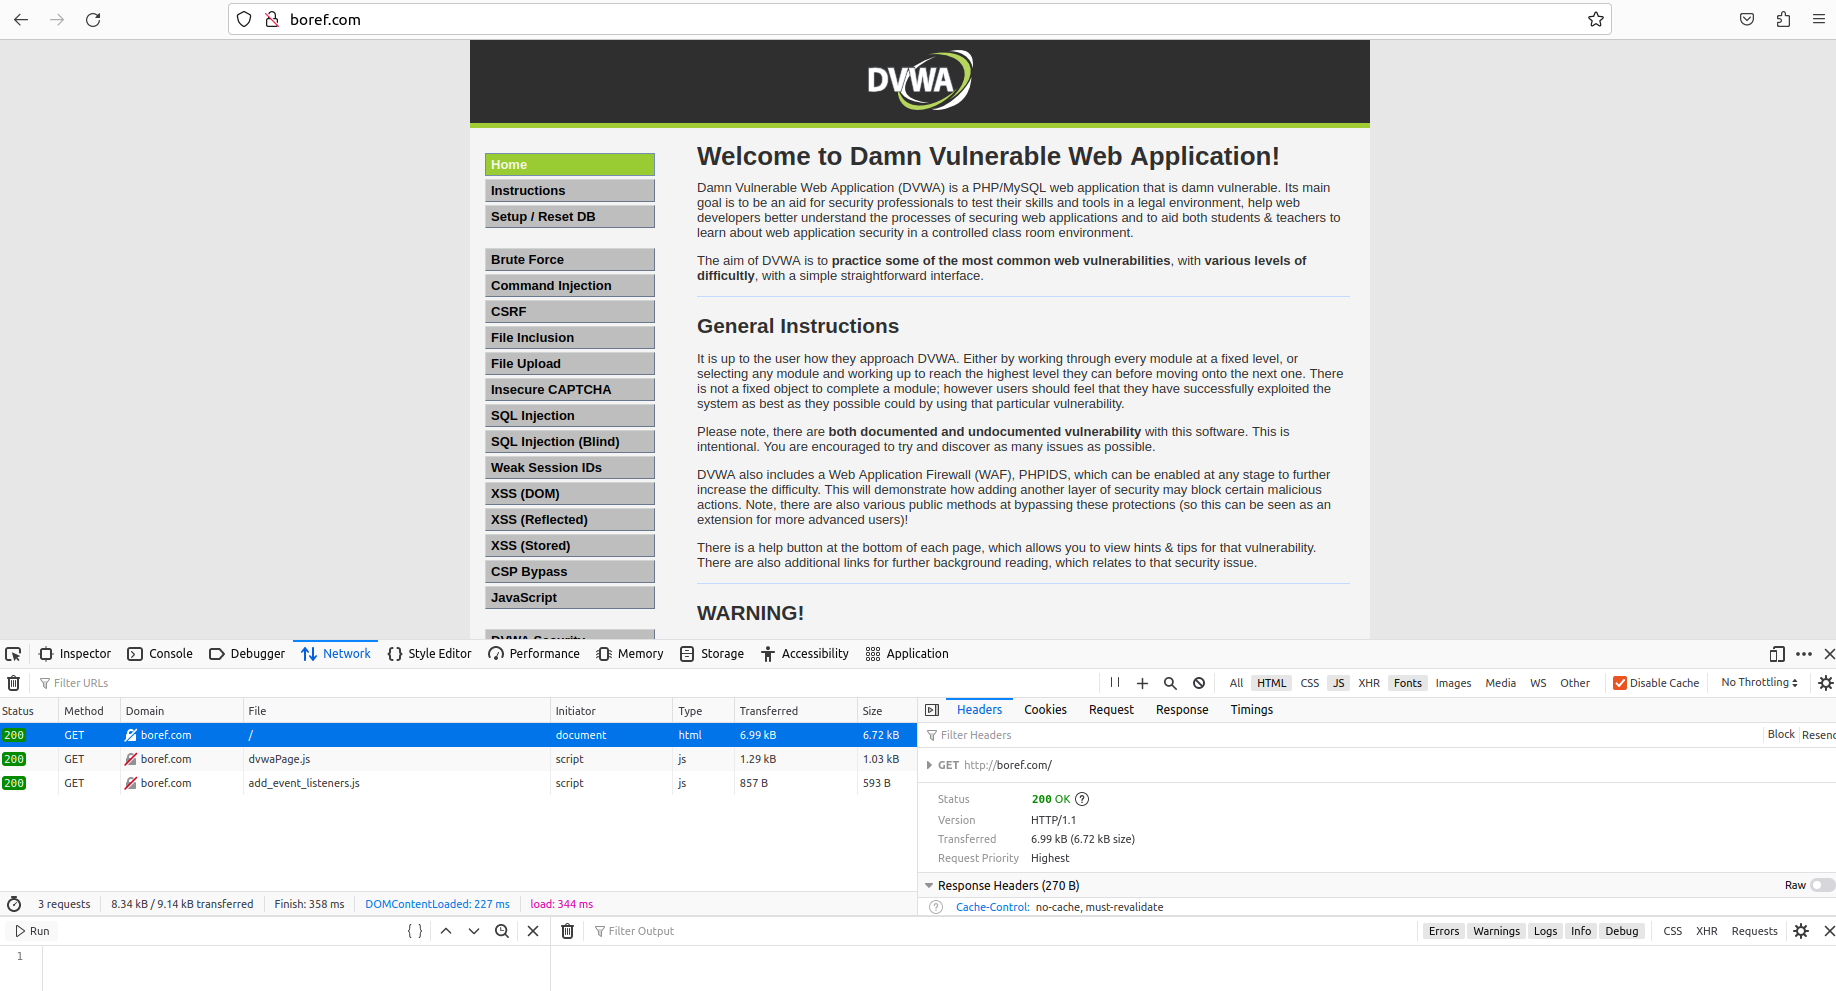 boref.com
DVWA
Home
Instructions
Setup / Reset DB
Brute Force
Command Injection
CSRF
File Inclusion
File Upload
Insecure CAPTCHA
SQL Injection
SQL Injection (Blind)
Weak Session IDs
XSS (DOM)
XSS (Reflected)
XSS (Stored)
CSP Bypass
JavaScript
DVWA Security
Welcome to Damn Vulnerable Web Application!
Damn Vulnerable Web Application (DVWA) is a PHP/MySQL web application that is damn vulnerable. Its main
goal is to be an aid for security professionals to test their skills and tools in a legal environment, help web
developers better understand the processes of securing web applications and to aid both students & teachers to
learn about web application security in a controlled class room environment.
The aim of DVWA is to practice some of the most common web vulnerabilities, with various levels of
difficultly, with a simple straightforward interface.
General Instructions
It is up to the user how they approach DVWA. Either by working through every module at a fixed level, or
selecting any module and working up to reach the highest level they can before moving onto the next one. There
is not a fixed object to complete a module; however users should feel that they have successfully exploited the
system as best as they possible could by using that particular vulnerability.
Please note, there are both documented and undocumented vulnerability with this software. This is
intentional. You are encouraged to try and discover as many issues as possible.
DVWA also includes a Web Application Firewall (WAF), PHPIDS, which can be enabled at any stage to further
increase the difficulty. This will demonstrate how adding another layer of security may block certain malicious
actions. Note, there are also various public methods at bypassing these protections (so this can be seen as an
extension for more advanced users)!
There is a help button at the bottom of each page, which allows you to view hints & tips for that vulnerability.
There are also additional links for further background reading, which relates to that security issue.
WARNING!
Inspector Console Debugger Network Style Editor Performance Memory Storage Accessibility Application
Filter URLs All HTML CSS JS XHR Fonts Images Media WS Other Disable Cache No Throttling
Status Method Domain File Initiator Type Transferred Size
200 GET boref.com / document html 6.99 kB 6.72 kB
200 GET boref.com dvwaPage.js script js 1.29 kB 1.03 kB
200 GET boref.com add_event_listeners.js script js 857 B 593 B
3 requests 8.34 kB / 9.14 kB transferred Finish: 358 ms DOMContentLoaded: 227 ms load: 344 ms
Headers Cookies Request Response Timings
Filter Headers Block Resend
GET http://boref.com/
Status 200 OK ?
Version HTTP/1.1
Transferred 6.99 kB (6.72 kB size)
Request Priority Highest
Response Headers (270 B) Raw
? Cache-Control: no-cache, must-revalidate
Run { } Filter Output Errors Warnings Logs Info Debug CSS XHR Requests
1